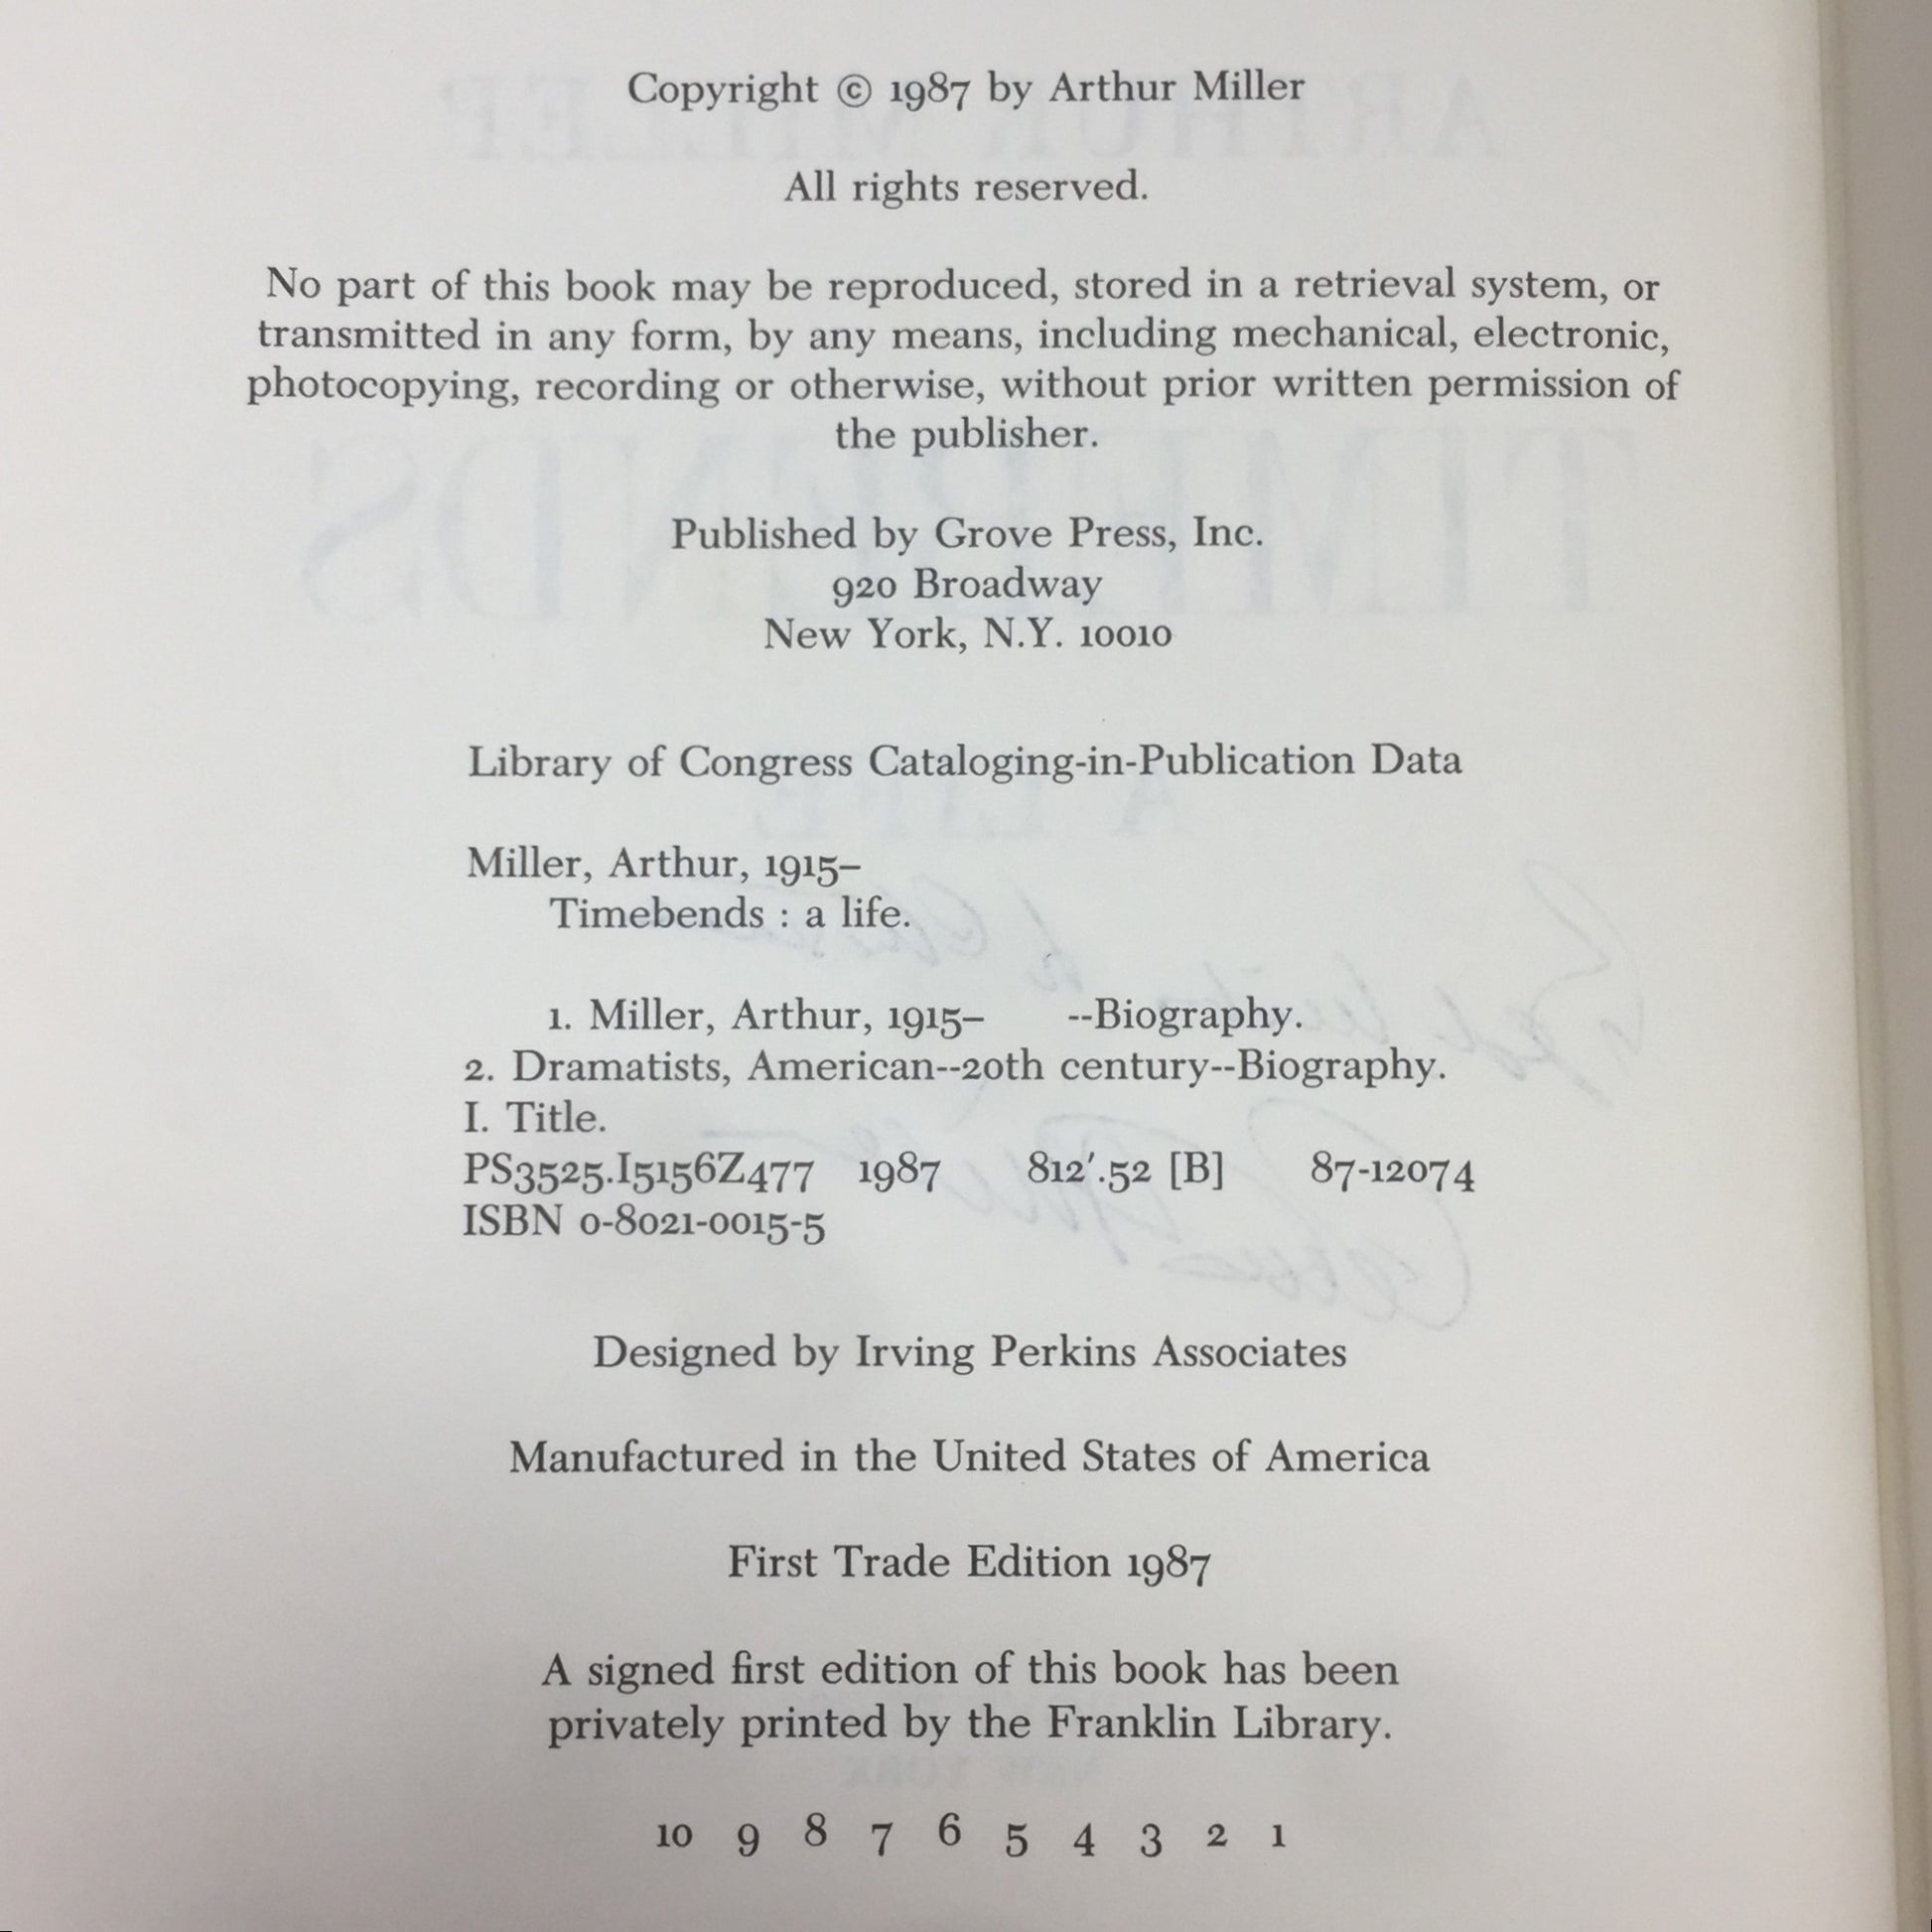 Copyright © 1987 by Arthur Miller
All rights reserved.
No part of this book may be reproduced, stored in a retrieval system, or
transmitted in any form, by any means, including mechanical, electronic,
photocopying, recording or otherwise, without prior written permission of
the publisher.
Published by Grove Press, Inc.
920 Broadway
New York, N.Y. 10010
Library of Congress Cataloging-in-Publication Data
Miller, Arthur, 1915–
Timebends : a life.
1. Miller, Arthur, 1915– --Biography.
2. Dramatists, American--20th century--Biography.
I. Title.
PS3525.I5156Z477 1987 812′.52 [B] 87-12074
ISBN 0-8021-0015-5
Designed by Irving Perkins Associates
Manufactured in the United States of America
First Trade Edition 1987
A signed first edition of this book has been
privately printed by the Franklin Library.
10 9 8 7 6 5 4 3 2 1